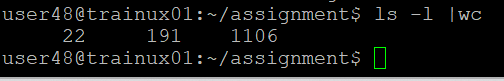 user48@trainux01:~/assignment$ ls -l |wc
     22     191    1106
user48@trainux01:~/assignment$